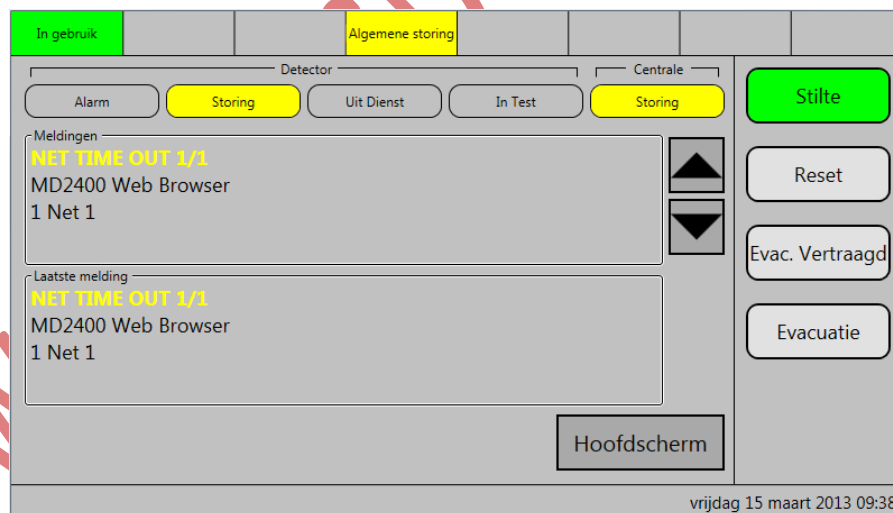 In gebruik
Algemene storing
Detector
Centrale
Alarm
Storing
Uit Dienst
In Test
Storing
Stilte
Meldingen
NET TIME OUT 1/1
MD2400 Web Browser
1 Net 1
Reset
Evac. Vertraagd
Laatste melding
NET TIME OUT 1/1
MD2400 Web Browser
1 Net 1
Evacuatie
Hoofdscherm
vrijdag 15 maart 2013 09:38